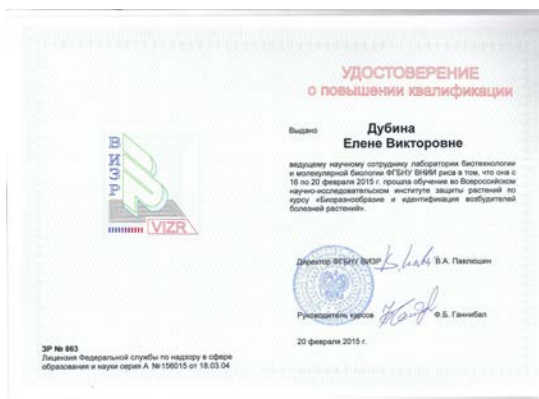 УДОСТОВЕРЕНИЕ
о повышении квалификации
Выдано Дубина
Елене Викторовне
ведущему научному сотруднику лаборатории биотехнологии
и молекулярной биологии ФГБНУ ВНИИ риса в том, что она с
16 по 20 февраля 2015 г. прошла обучение во Всероссийском
научно-исследовательском институте защиты растений по
курсу «Биоразнообразие и идентификация возбудителей
болезней растений».
ВИЗР
VIZR
Директор ФГБНУ ВИЗР В.А. Павлюшин
Руководитель курсов Ф.Б. Ганнибал
20 февраля 2015 г.
ЗР № 863
Лицензия Федеральной службы по надзору в сфере
образования и науки серия А №156015 от 18.03.04